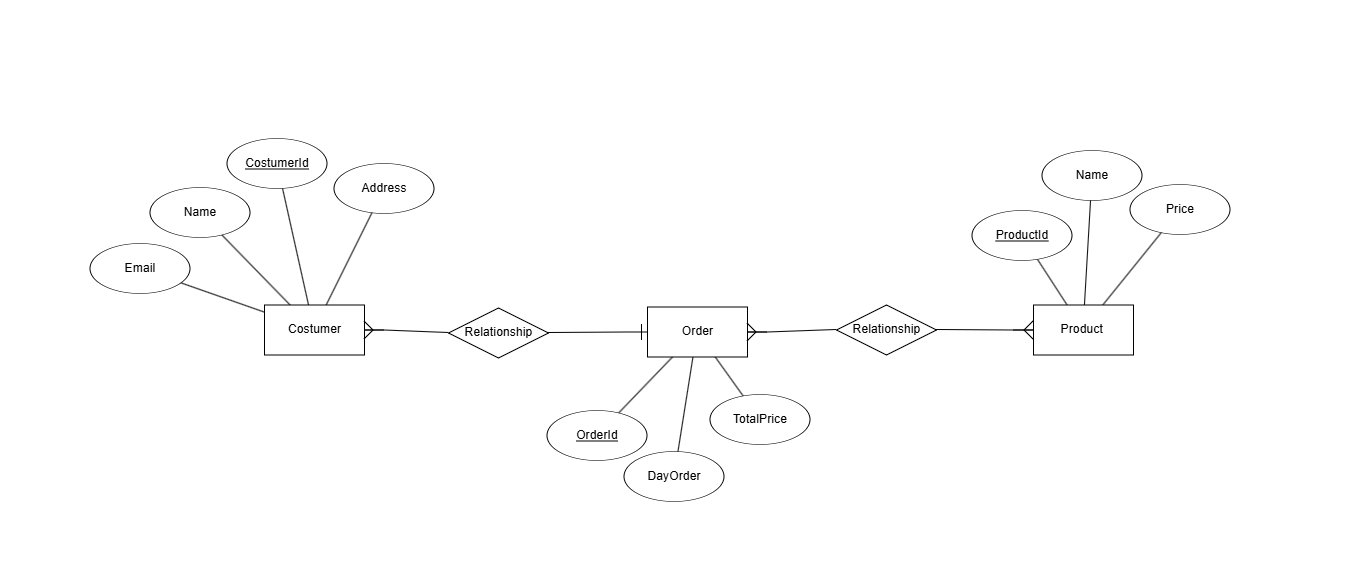 CostumerId
Address
Name
Email
Costumer
Relationship
Order
OrderId
DayOrder
TotalPrice
Relationship
Product
ProductId
Name
Price